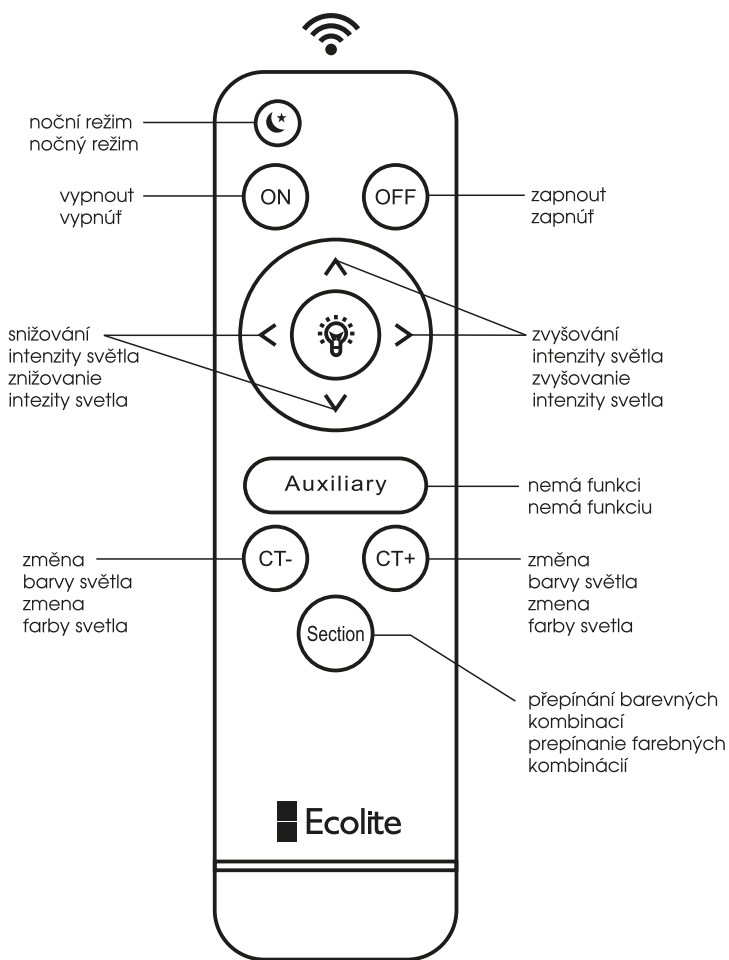 noční režim
nočný režim
ON
OFF
vypnout
vypnúť
zapnout
zapnúť
snižování
intenzity světla
znižovanie
intezity svetla
zvyšování
intenzity světla
zvyšovanie
intenzity svetla
Auxiliary
nemá funkci
nemá funkciu
CT-
CT+
změna
barvy světla
zmena
farby svetla
změna
barvy světla
zmena
farby svetla
Section
přepínání barevných
kombinací
prepínanie farebných
kombinácií
Ecolite